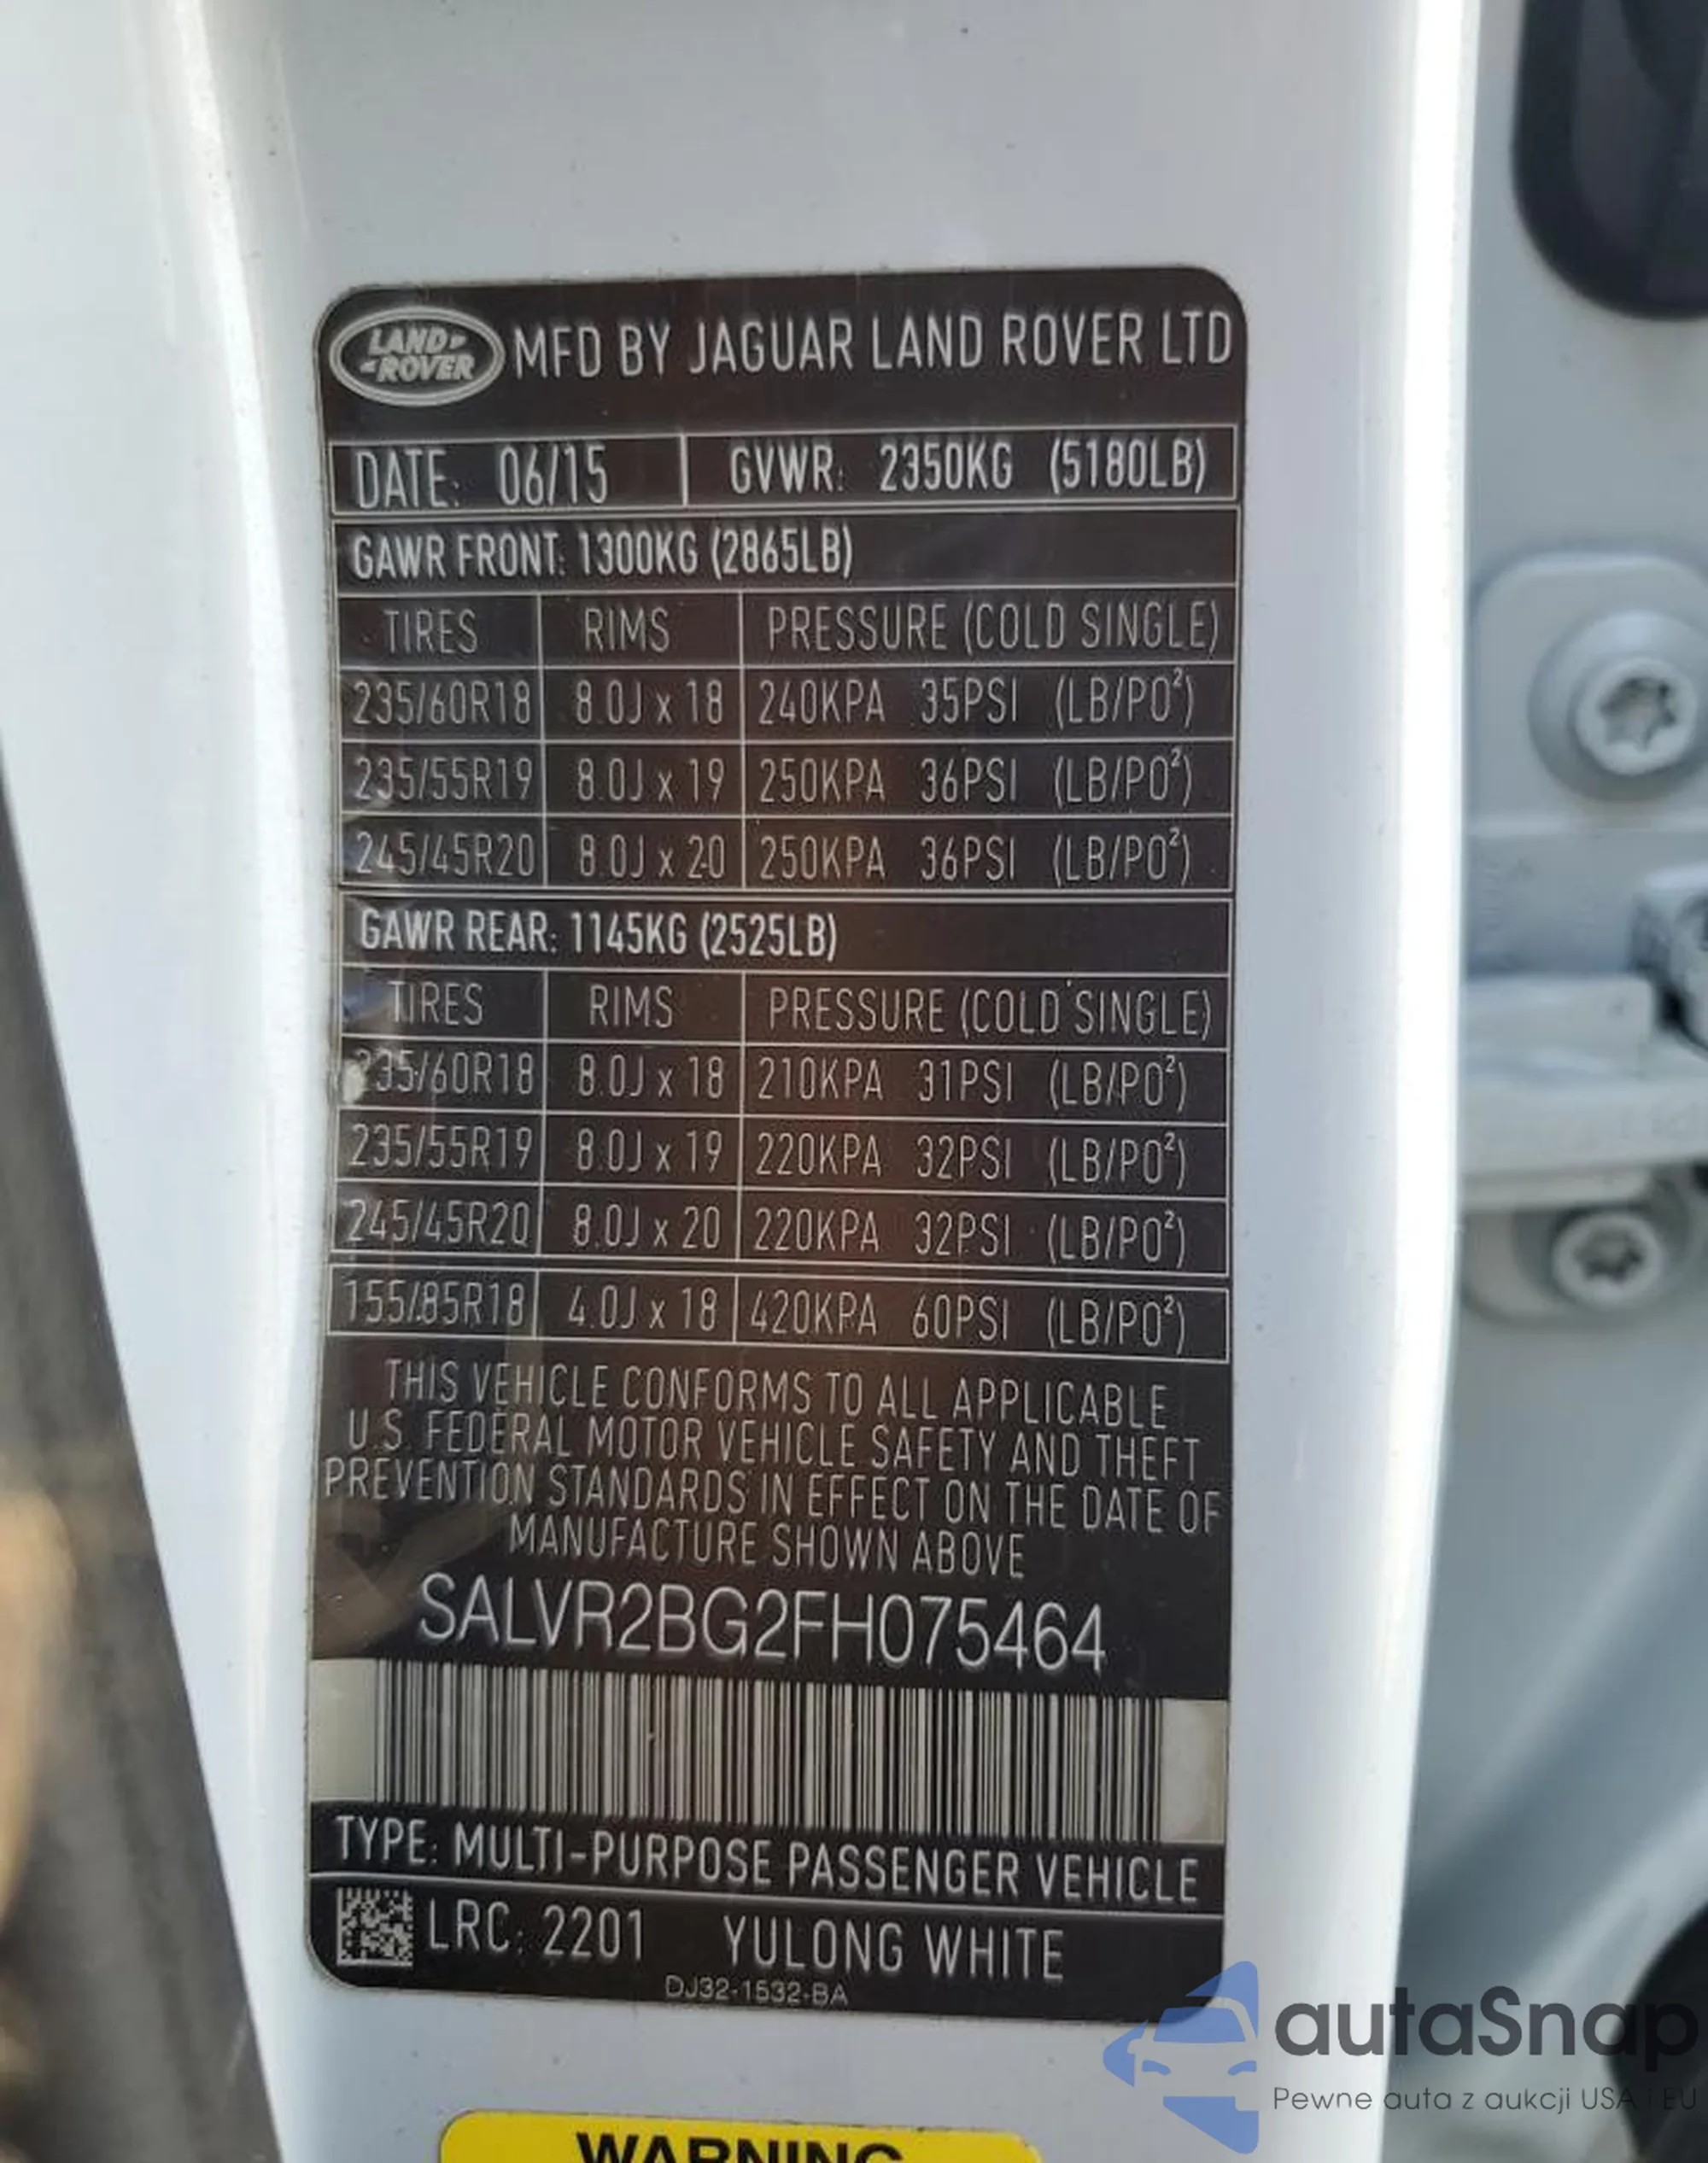 LAND ROVER MFD BY JAGUAR LAND ROVER LTD
DATE: 06/15 GVWR: 2350KG (5180LB)
GAWR FRONT: 1300KG (2865LB)
TIRES RIMS PRESSURE (COLD SINGLE)
235/60R18 8.0J x 18 240KPA 35PSI (LB/PO²)
235/55R19 8.0J x 19 250KPA 36PSI (LB/PO²)
245/45R20 8.0J x 20 250KPA 36PSI (LB/PO²)
GAWR REAR: 1145KG (2525LB)
TIRES RIMS PRESSURE (COLD SINGLE)
235/60R18 8.0J x 18 210KPA 31PSI (LB/PO²)
235/55R19 8.0J x 19 220KPA 32PSI (LB/PO²)
245/45R20 8.0J x 20 220KPA 32PSI (LB/PO²)
155/85R18 4.0J x 18 420KPA 60PSI (LB/PO²)
THIS VEHICLE CONFORMS TO ALL APPLICABLE
U.S. FEDERAL MOTOR VEHICLE SAFETY AND THEFT
PREVENTION STANDARDS IN EFFECT ON THE DATE OF
MANUFACTURE SHOWN ABOVE
SALVR2BG2FH075464
TYPE: MULTI-PURPOSE PASSENGER VEHICLE
LRC: 2201 YULONG WHITE
DJ32-1532-BA
autaSnap
Pewne auta z aukcji USA i EU
WARNING